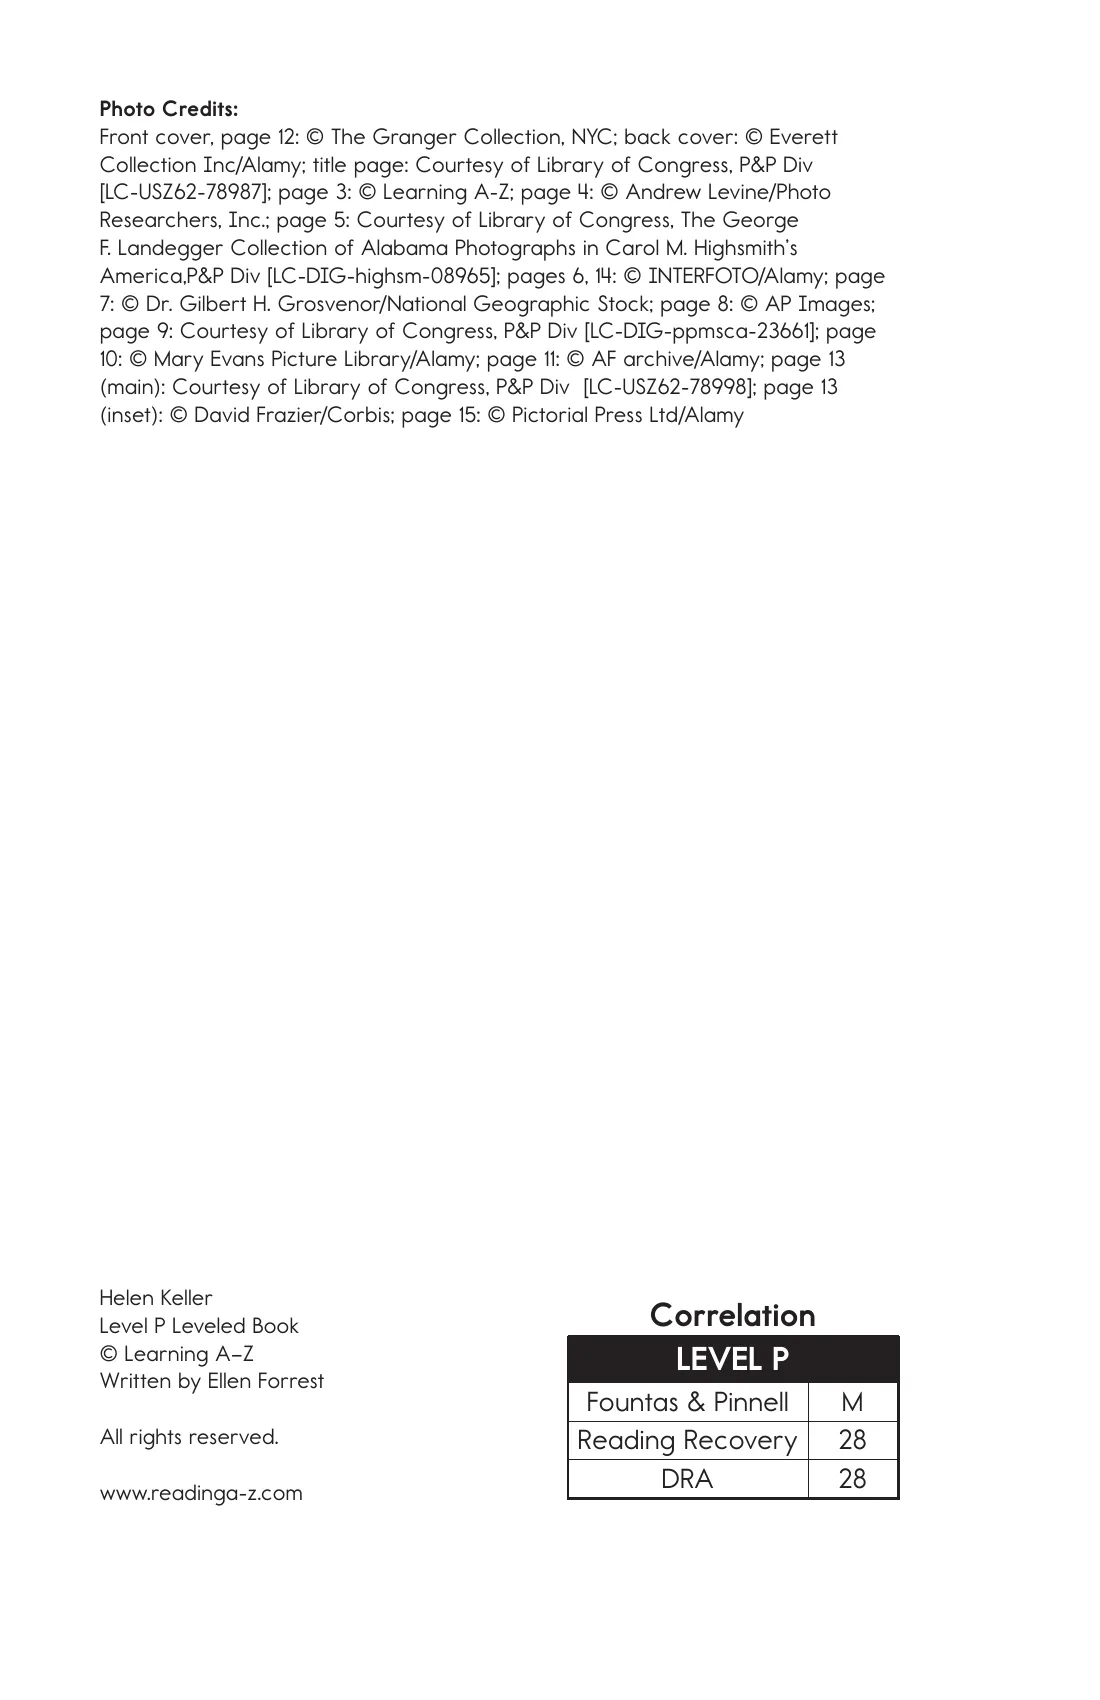 Photo Credits:
Front cover, page 12: © The Granger Collection, NYC; back cover: © Everett
Collection Inc/Alamy; title page: Courtesy of Library of Congress, P&P Div
[LC-USZ62-78987]; page 3: © Learning A-Z; page 4: © Andrew Levine/Photo
Researchers, Inc.; page 5: Courtesy of Library of Congress, The George
F. Landegger Collection of Alabama Photographs in Carol M. Highsmith's
America,P&P Div [LC-DIG-highsm-08965]; pages 6, 14: © INTERFOTO/Alamy; page
7: © Dr. Gilbert H. Grosvenor/National Geographic Stock; page 8: © AP Images;
page 9: Courtesy of Library of Congress, P&P Div [LC-DIG-ppmsca-23661]; page
10: © Mary Evans Picture Library/Alamy; page 11: © AF archive/Alamy; page 13
(main): Courtesy of Library of Congress, P&P Div [LC-USZ62-78998]; page 13
(inset): © David Frazier/Corbis; page 15: © Pictorial Press Ltd/Alamy
Helen Keller
Level P Leveled Book
© Learning A–Z
Written by Ellen Forrest
All rights reserved.
www.readinga-z.com
Correlation
LEVEL P
Fountas & Pinnell M
Reading Recovery 28
DRA 28